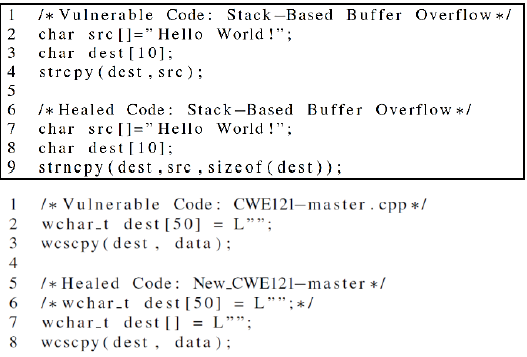 1 /*Vulnerable Code: Stack-Based Buffer Overflow*/
2 char src[]="Hello World!";
3 char dest[10];
4 strcpy(dest,src);
5
6 /*Healed Code: Stack-Based Buffer Overflow*/
7 char src[]="Hello World!";
8 char dest[10];
9 strncpy(dest,src,sizeof(dest));
1 /*Vulnerable Code: CWE121-master.cpp*/
2 wchar_t dest[50] = L"";
3 wcscpy(dest, data);
4
5 /*Healed Code: New_CWE121-master*/
6 /*wchar_t dest[50] = L"";*/
7 wchar_t dest[] = L"";
8 wcscpy(dest, data);